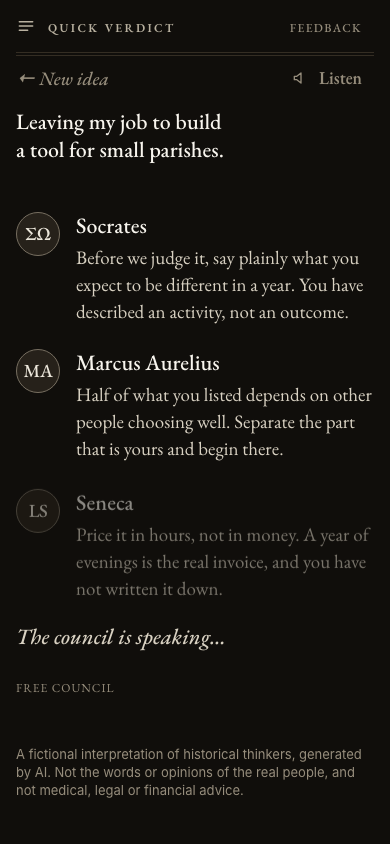 QUICK VERDICT
FEEDBACK
← New idea
Listen
Leaving my job to build
a tool for small parishes.
ΣΩ
Socrates
Before we judge it, say plainly what you
expect to be different in a year. You have
described an activity, not an outcome.
MA
Marcus Aurelius
Half of what you listed depends on other
people choosing well. Separate the part
that is yours and begin there.
LS
Seneca
Price it in hours, not in money. A year of
evenings is the real invoice, and you have
not written it down.
The council is speaking...
FREE COUNCIL
A fictional interpretation of historical thinkers, generated
by AI. Not the words or opinions of the real people, and
not medical, legal or financial advice.